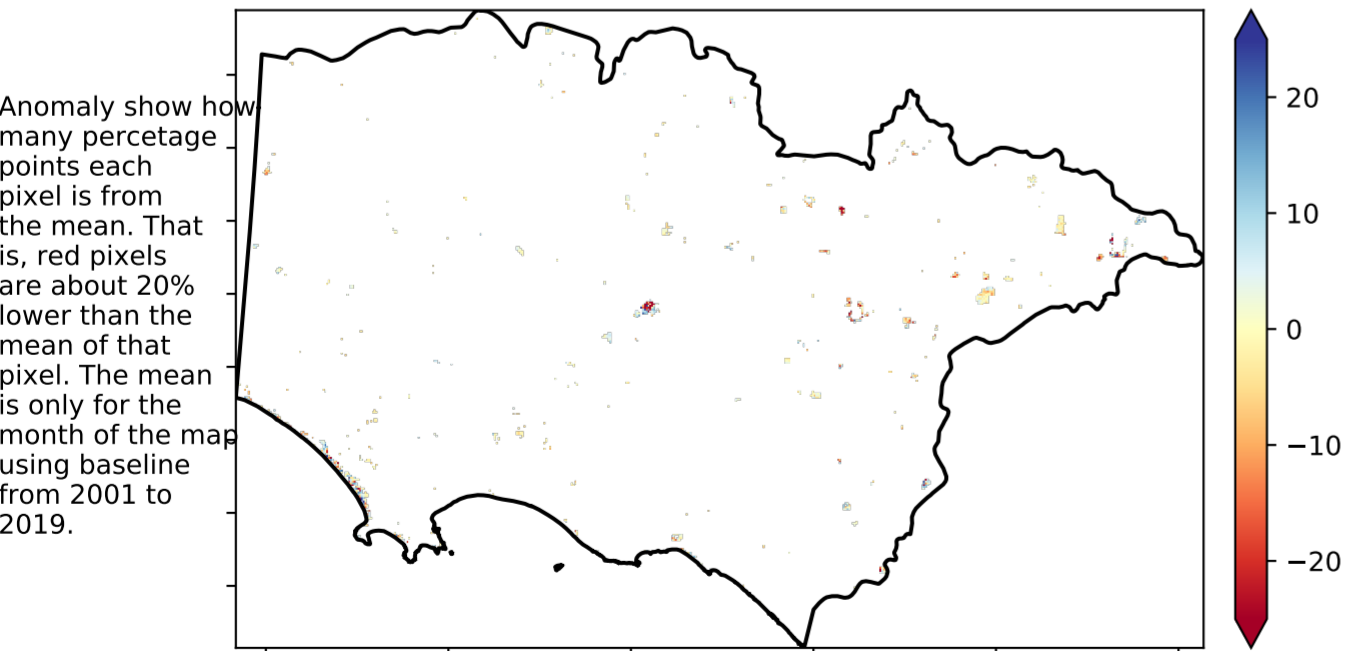 Anomaly show how
many percetage
points each
pixel is from
the mean. That
is, red pixels
are about 20%
lower than the
mean of that
pixel. The mean
is only for the
month of the map
using baseline
from 2001 to
2019.
20
10
0
−10
−20